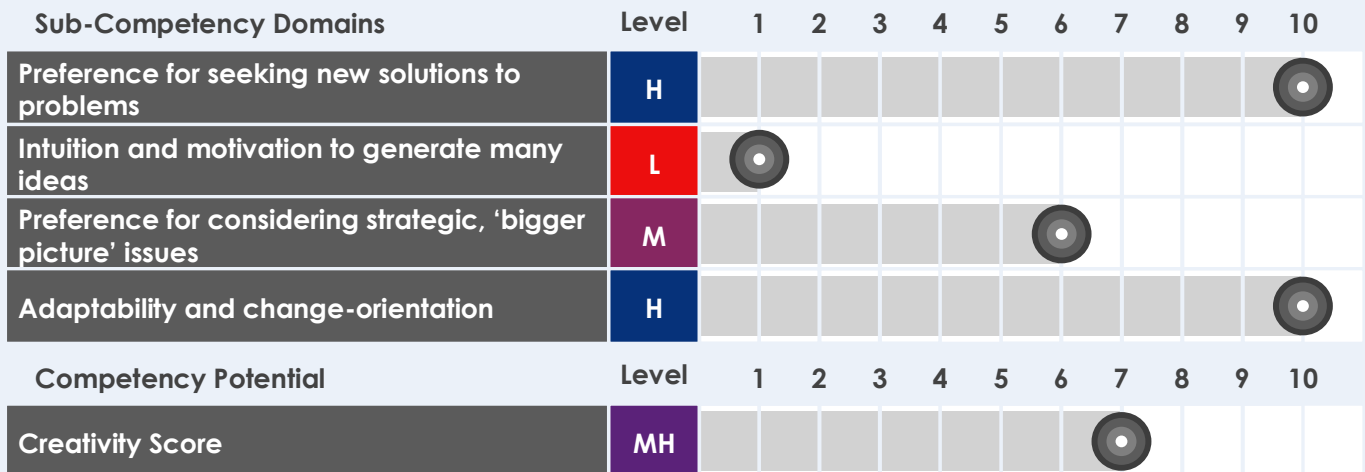 Sub-Competency Domains Level 1 2 3 4 5 6 7 8 9 10
Preference for seeking new solutions to
problems
H
Intuition and motivation to generate many
ideas
L
Preference for considering strategic, ‘bigger
picture’ issues
M
Adaptability and change-orientation H
Competency Potential Level 1 2 3 4 5 6 7 8 9 10
Creativity Score MH